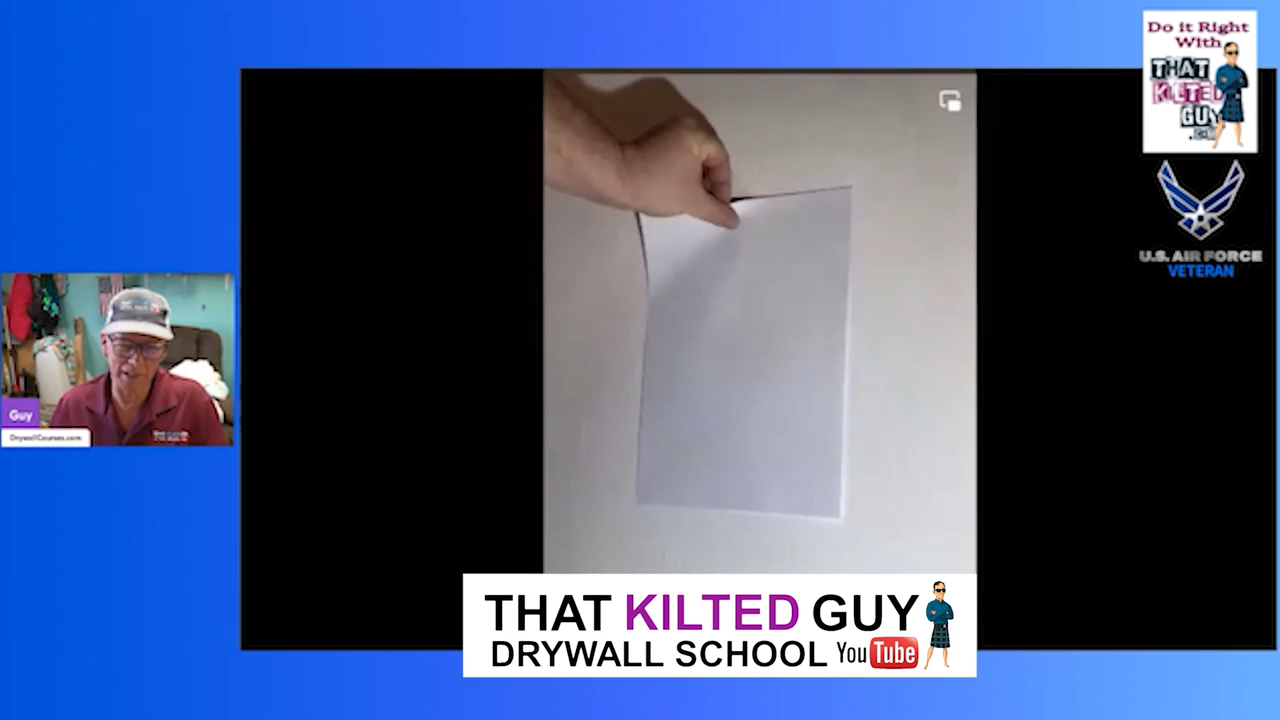 Do it Right
With
THAT
KILTED
GUY
.COM
U.S. AIR FORCE
VETERAN
Guy
DrywallCourses.com
THAT KILTED GUY
DRYWALL SCHOOL YouTube